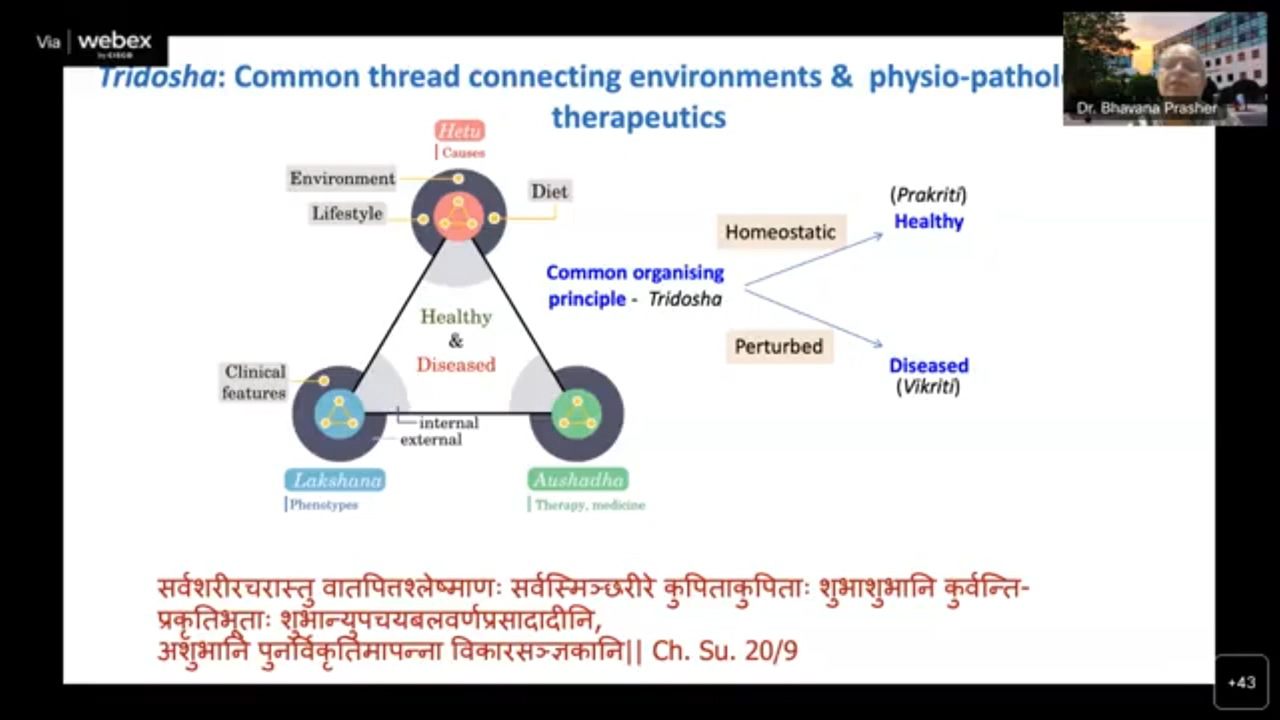 Via webex
by CISCO
Tridosha: Common thread connecting environments & physio-pathol
therapeutics
Dr. Bhavana Prasher
Hetu
Causes
Environment
Lifestyle
Diet
Healthy
&
Diseased
Clinical
features
internal
external
Lakshana
Phenotypes
Aushadha
Therapy, medicine
Common organising
principle - Tridosha
Homeostatic
Perturbed
(Prakriti)
Healthy
Diseased
(Vikriti)
सर्वशरीरचरास्तु वातपित्तश्लेष्माणः सर्वस्मिञ्छरीरे कुपिताकुपिताः शुभाशुभानि कुर्वन्ति-
प्रकृतिभूताः शुभान्युपचयबलवर्णप्रसादादीनि,
अशुभानि पुनर्विकृतिमापन्ना विकारसञ्ज्ञकानि|| Ch. Su. 20/9
+43